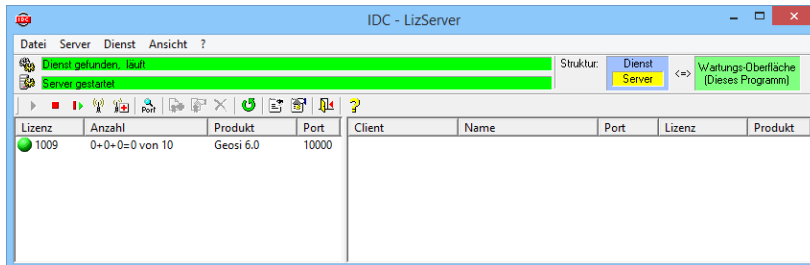 IDC
IDC - LizServer
Datei Server Dienst Ansicht ?
Dienst gefunden, läuft
Server gestartet
Struktur:
Dienst
Server
<=>
Wartungs-Oberfläche
(Dieses Programm)
Port
Lizenz Anzahl Produkt Port
1009 0+0+0=0 von 10 Geosi 6.0 10000
Client Name Port Lizenz Produkt